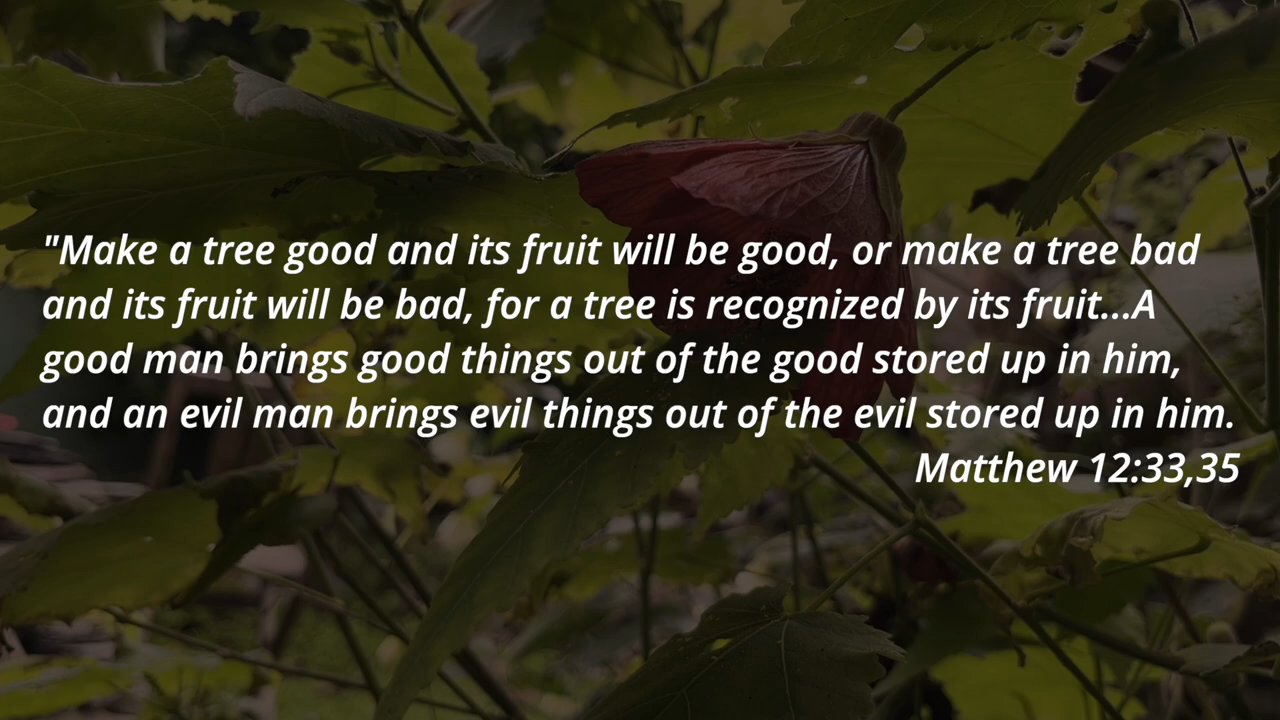 "Make a tree good and its fruit will be good, or make a tree bad
and its fruit will be bad, for a tree is recognized by its fruit...A
good man brings good things out of the good stored up in him,
and an evil man brings evil things out of the evil stored up in him.
Matthew 12:33,35